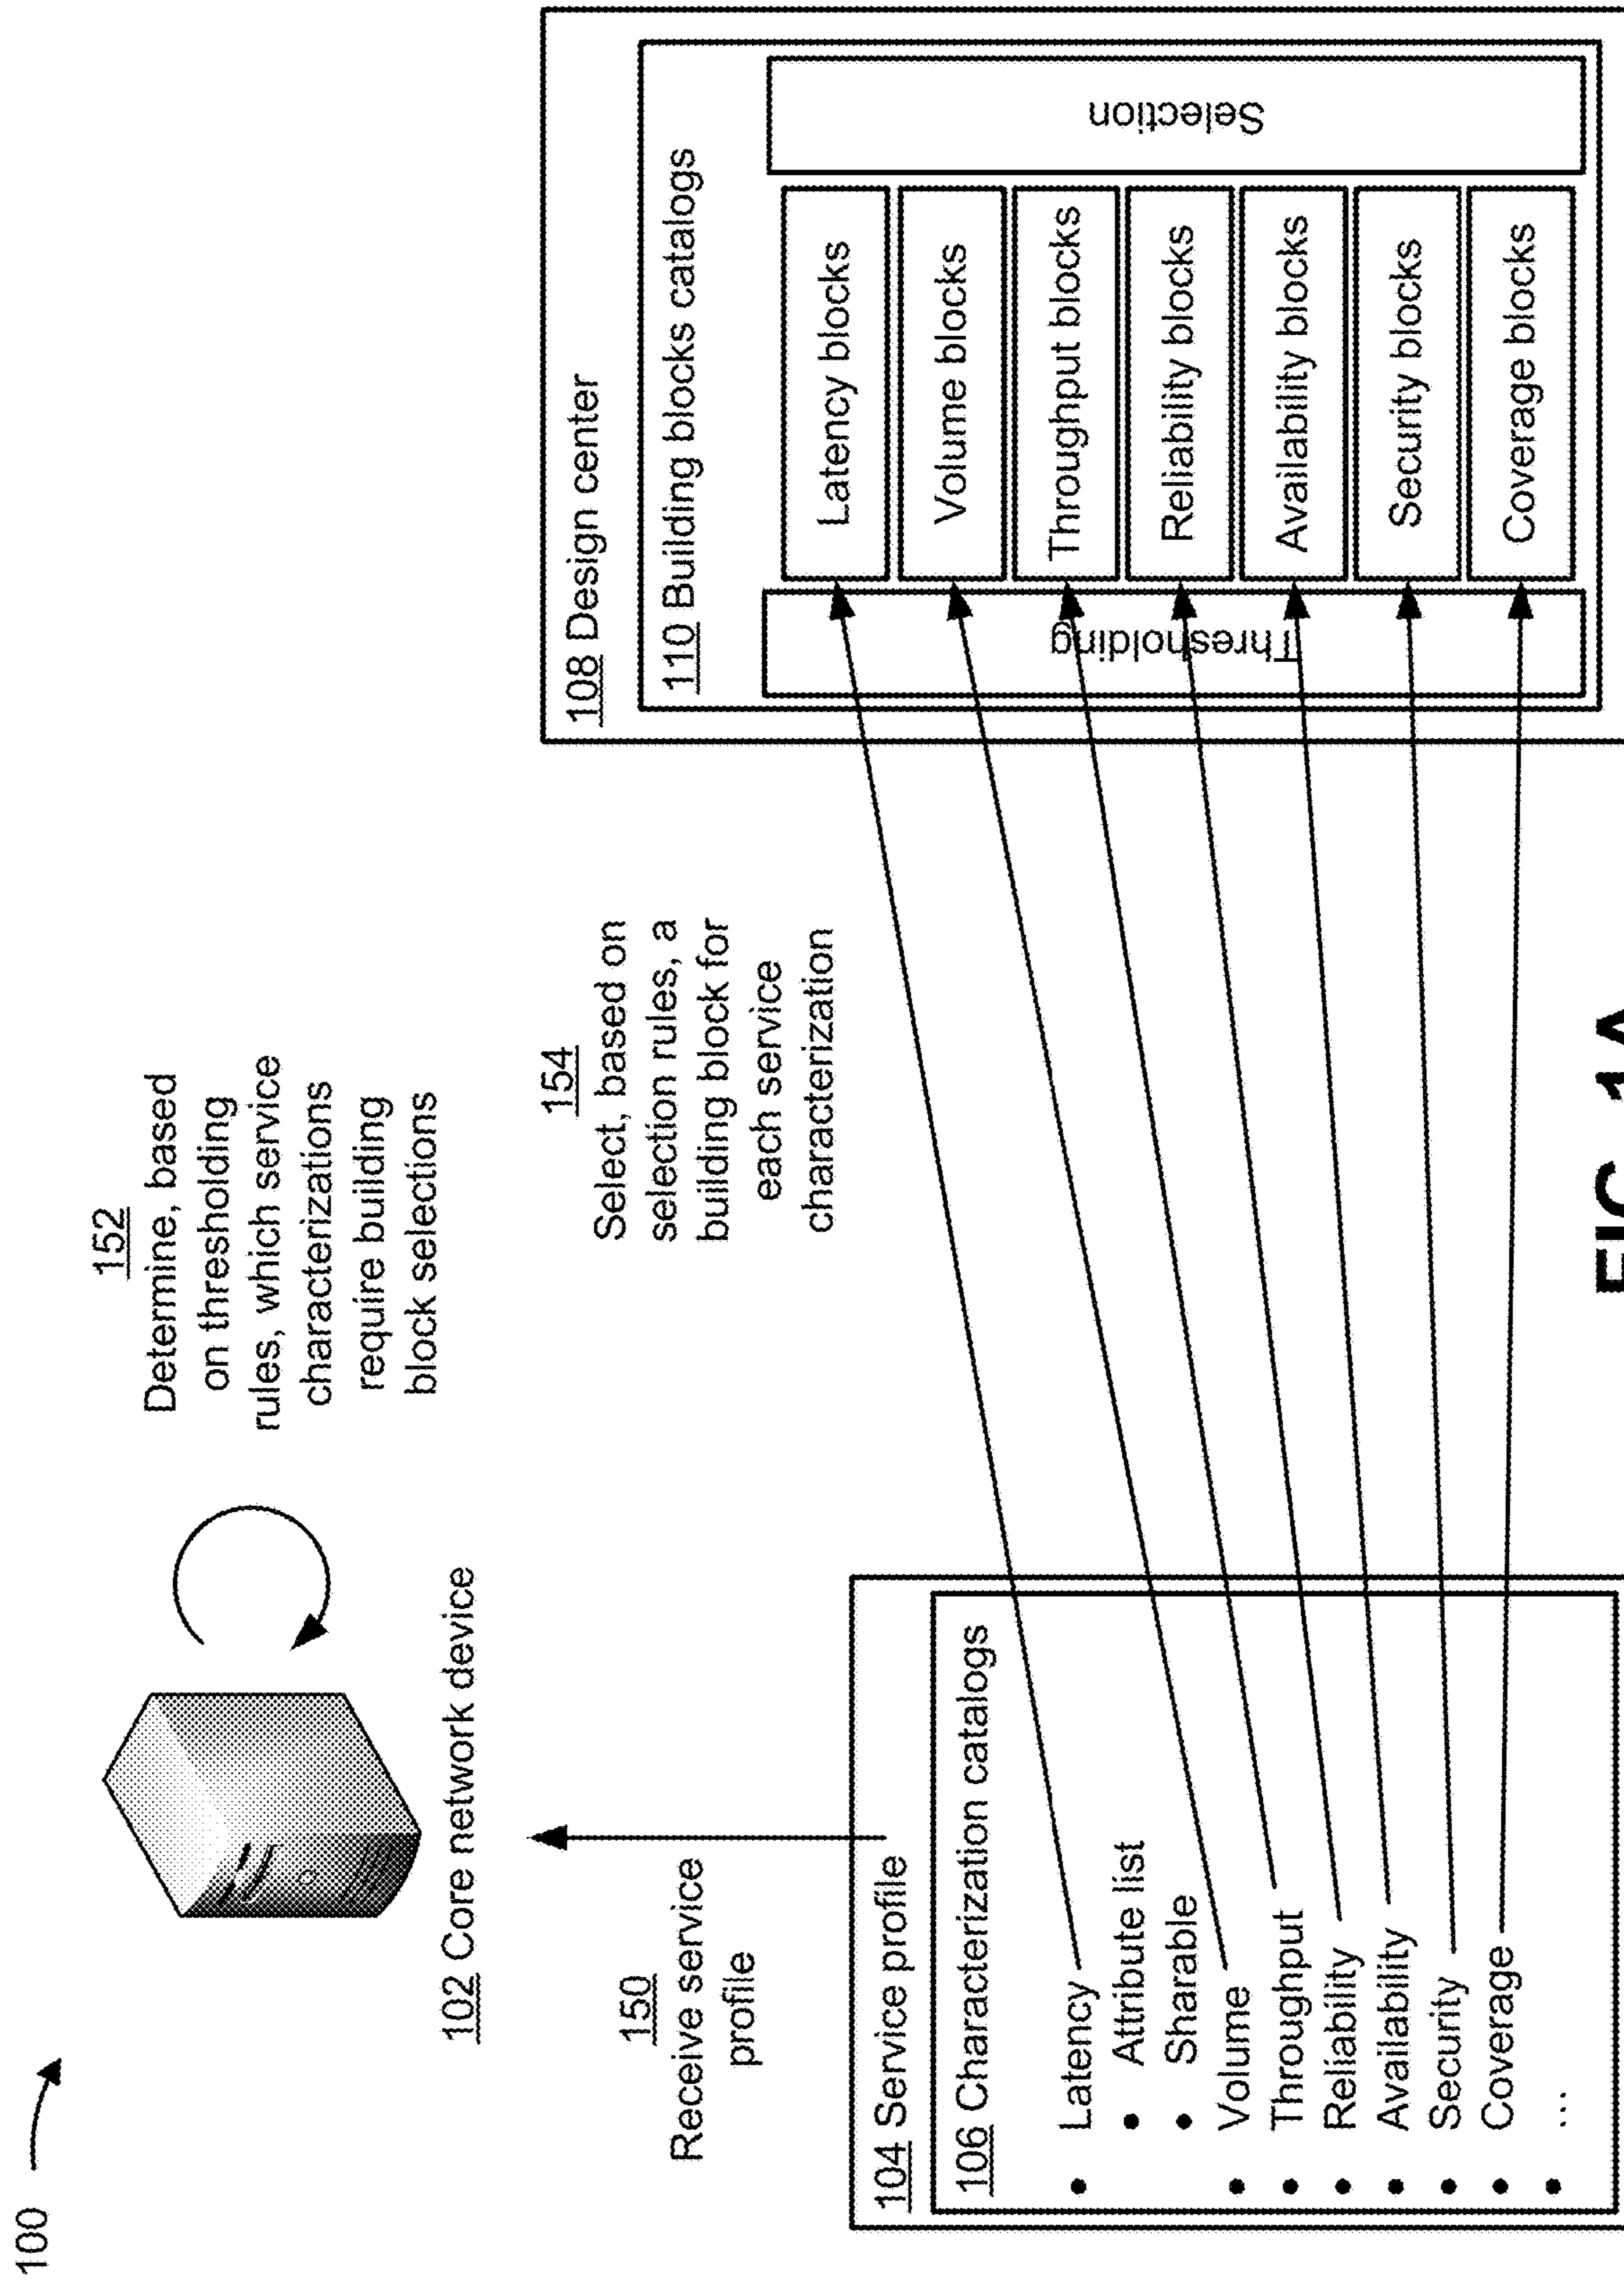 100
102 Core network device
152
Determine, based
on thresholding
rules, which service
characterizations
require building
block selections
150
Receive service
profile
154
Select, based on
selection rules, a
building block for
each service
characterization
104 Service profile
106 Characterization catalogs
• Latency
• Attribute list
• Sharable
• Volume
• Throughput
• Reliability
• Availability
• Security
• Coverage
• ...
108 Design center
110 Building blocks catalogs
Thresholding
Latency blocks
Volume blocks
Throughput blocks
Reliability blocks
Availability blocks
Security blocks
Coverage blocks
Selection
FIG. 1A